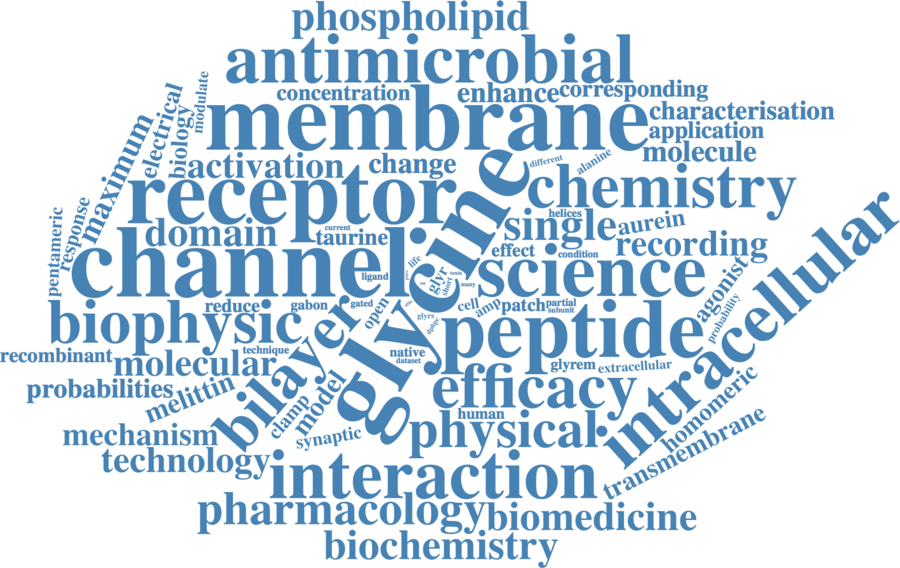 phospholipid
antimicrobial
concentration
enhance
corresponding
modulate
electrical
biology
membrane
characterisation
application
molecule
maximum
activation
change
different
alanine
receptor
glycine
chemistry
pentameric
response
domain
current
taurine
single
helices
aurein
channel
ligand
life
effect
condition
recording
intracellular
glyr
short
toxin
many
science
agonist
probability
biophysic
reduce
gabon
gated
open
cell
amp
patch
partial
subunit
glyrs
dphpc
peptide
recombinant
molecular
technique
bilayer
native
dataset
glyrem
extracellular
probabilities
melittin
clamp
model
efficacy
homomeric
human
mechanism
synaptic
physical
transmembrane
technology
interaction
pharmacology
biomedicine
biochemistry